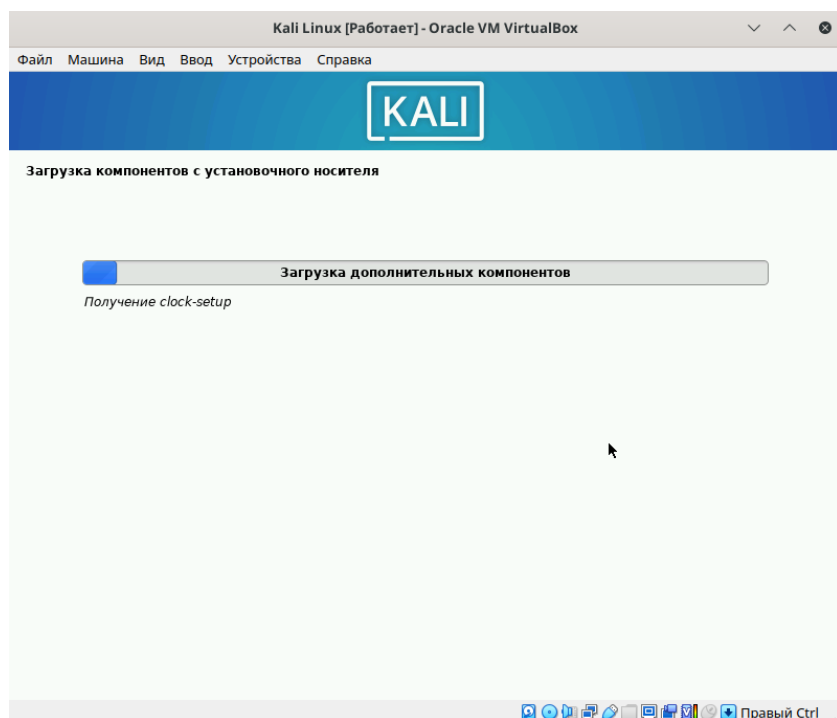 Kali Linux [Работает] - Oracle VM VirtualBox
Файл Машина Вид Ввод Устройства Справка
KALI
Загрузка компонентов с установочного носителя
Загрузка дополнительных компонентов
Получение clock-setup
Правый Ctrl